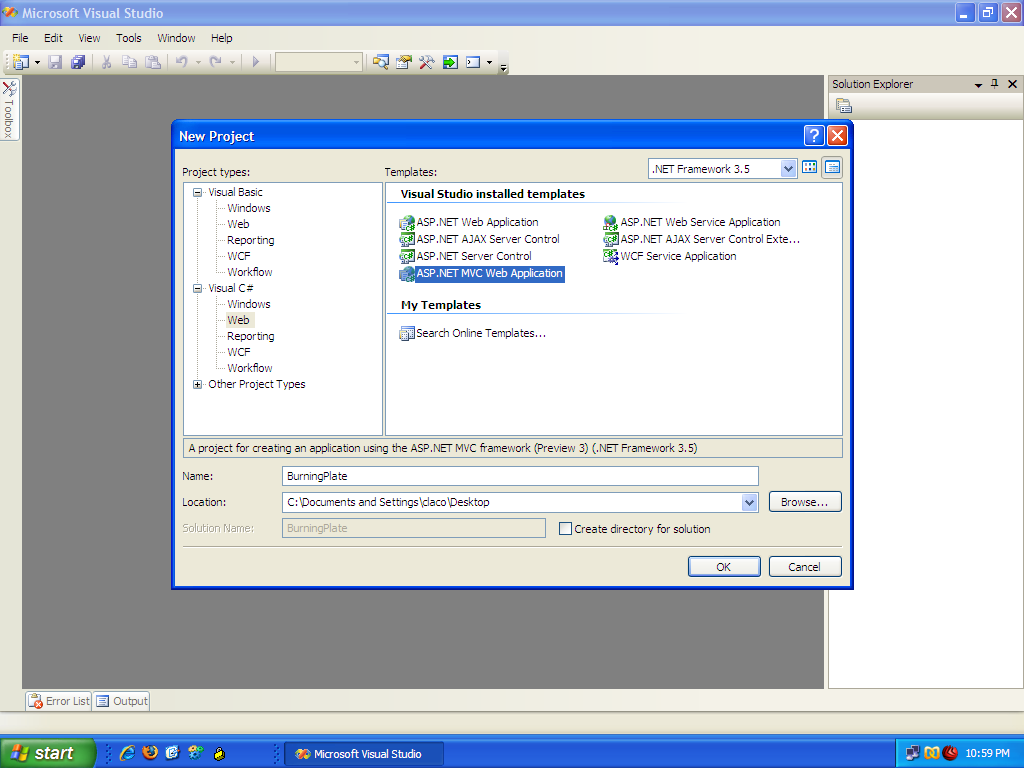 Microsoft Visual Studio
File Edit View Tools Window Help
Toolbox
Solution Explorer
New Project
Project types:
Templates:
.NET Framework 3.5
Visual Basic
Windows
Web
Reporting
WCF
Workflow
Visual C#
Windows
Web
Reporting
WCF
Workflow
Other Project Types
Visual Studio installed templates
ASP.NET Web Application
ASP.NET Web Service Application
ASP.NET AJAX Server Control
ASP.NET AJAX Server Control Exte...
ASP.NET Server Control
WCF Service Application
ASP.NET MVC Web Application
My Templates
Search Online Templates...
A project for creating an application using the ASP.NET MVC framework (Preview 3) (.NET Framework 3.5)
Name: BurningPlate
Location: C:\Documents and Settings\claco\Desktop Browse...
Solution Name: BurningPlate Create directory for solution
OK Cancel
Error List Output
start Microsoft Visual Studio 10:59 PM